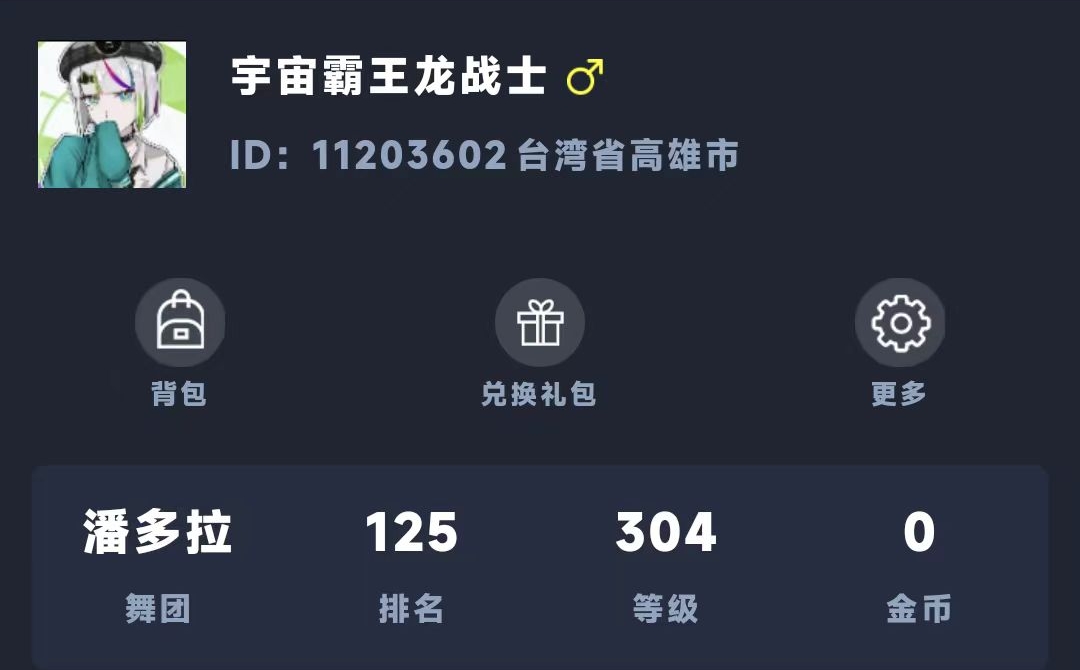 宇宙霸王龙战士♂
ID：11203602 台湾省高雄市
背包 兑换礼包 更多
潘多拉 125 304 0
舞团 排名 等级 金币